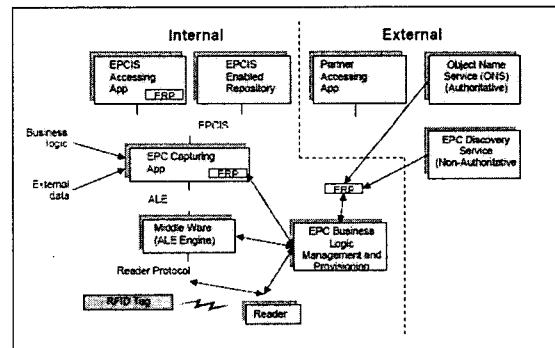 Internal
External
EPCIS
Accessing
App
ERP
EPCIS
Enabled
Repository
Partner
Accessing
App
Object Name
Service (ONS)
(Authoritative)
EPCIS
Business
logic
External
data
EPC Capturing
App
ERP
EPC Discovery
Service
(Non-Authoritative
ERP
ALE
Middle Ware
(ALE Engine)
EPC Business
Logic
Management and
Provisioning
Reader Protocol
RFID Tag
Reader